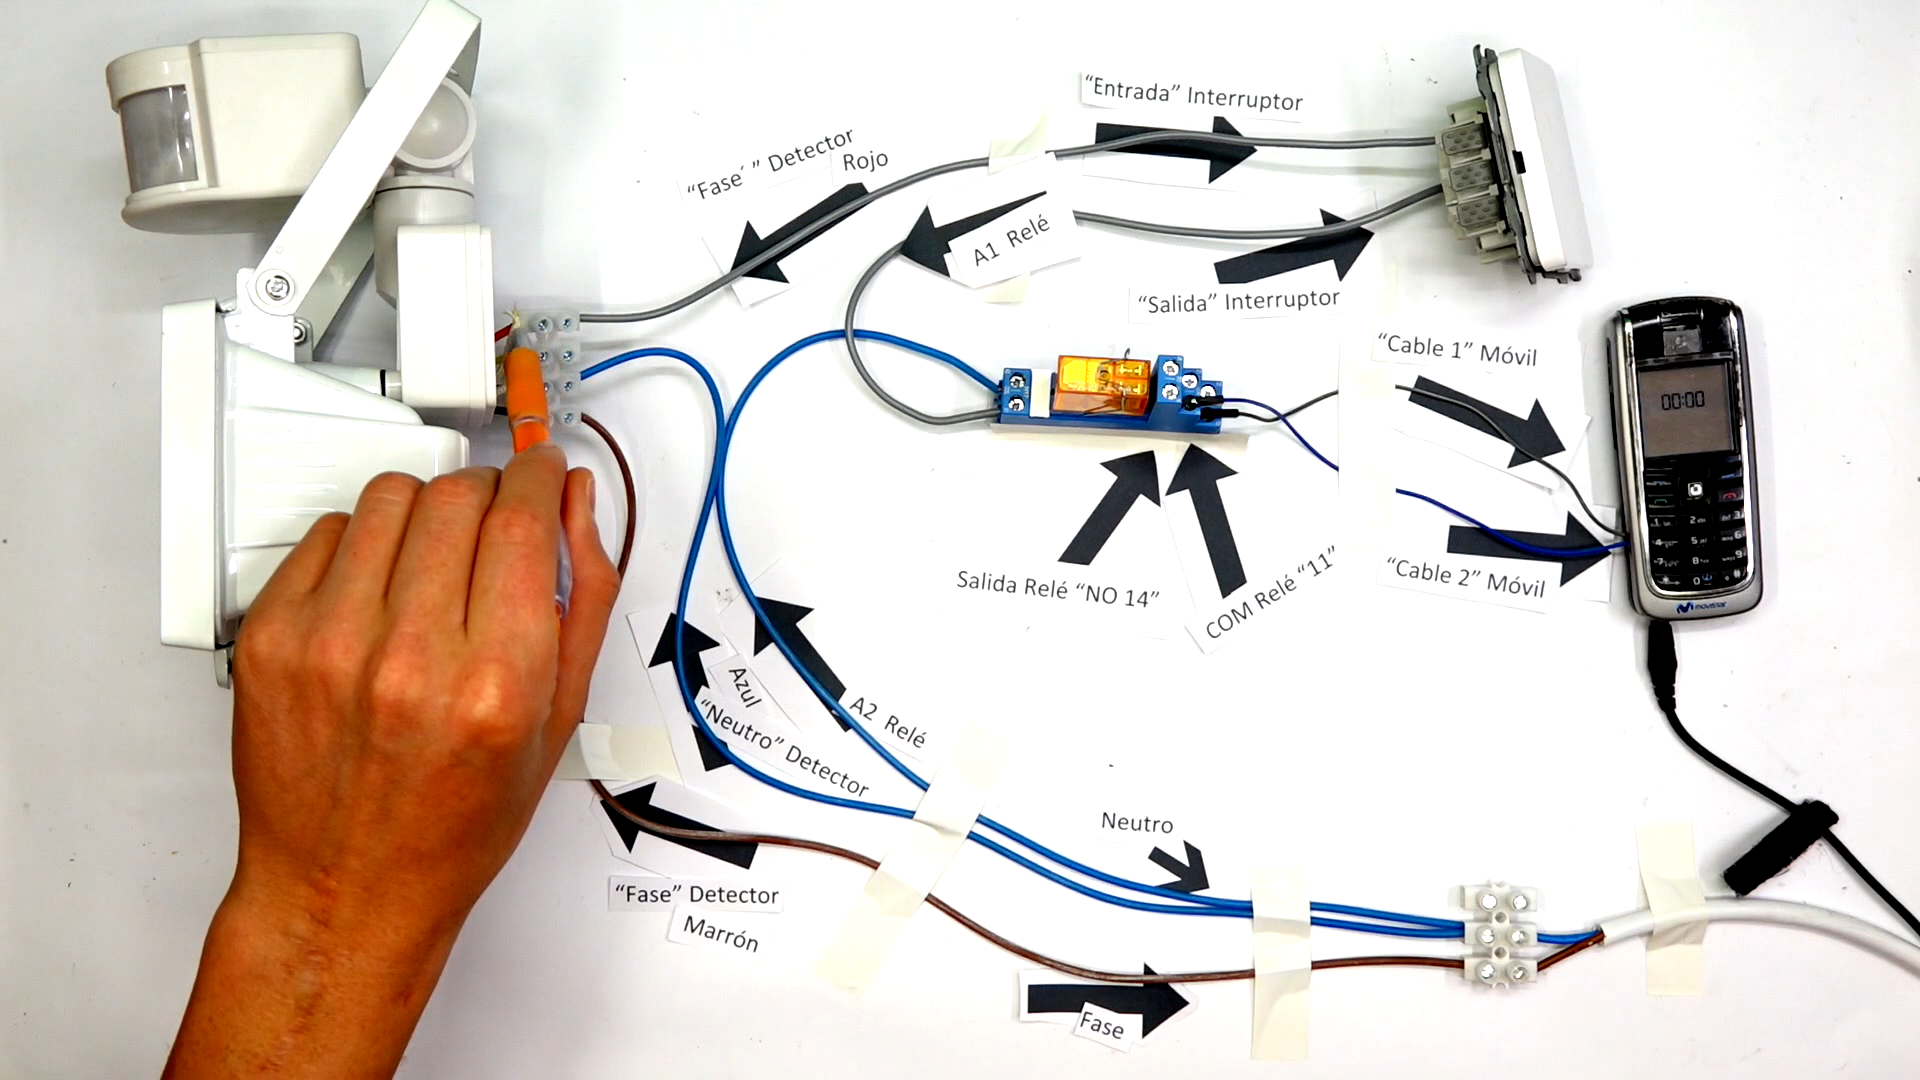 “Entrada” Interruptor
“Fase´” Detector
Rojo
A1 Relé
“Salida” Interruptor
“Cable 1” Móvil
00:00
Salida Relé “NO 14”
COM Relé “11”
“Cable 2” Móvil
movistar
Azul
“Neutro” Detector
A2 Relé
Neutro
“Fase” Detector
Marrón
Fase